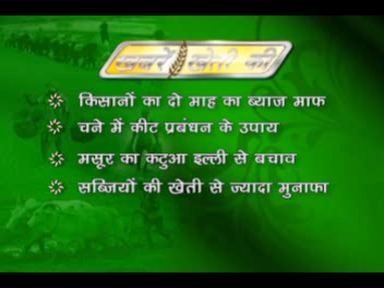 खबरें खेती की
किसानों का दो माह का ब्याज माफ
चने में कीट प्रबंधन के उपाय
मसूर का कटुआ इल्ली से बचाव
सब्जियों की खेती से ज्यादा मुनाफा